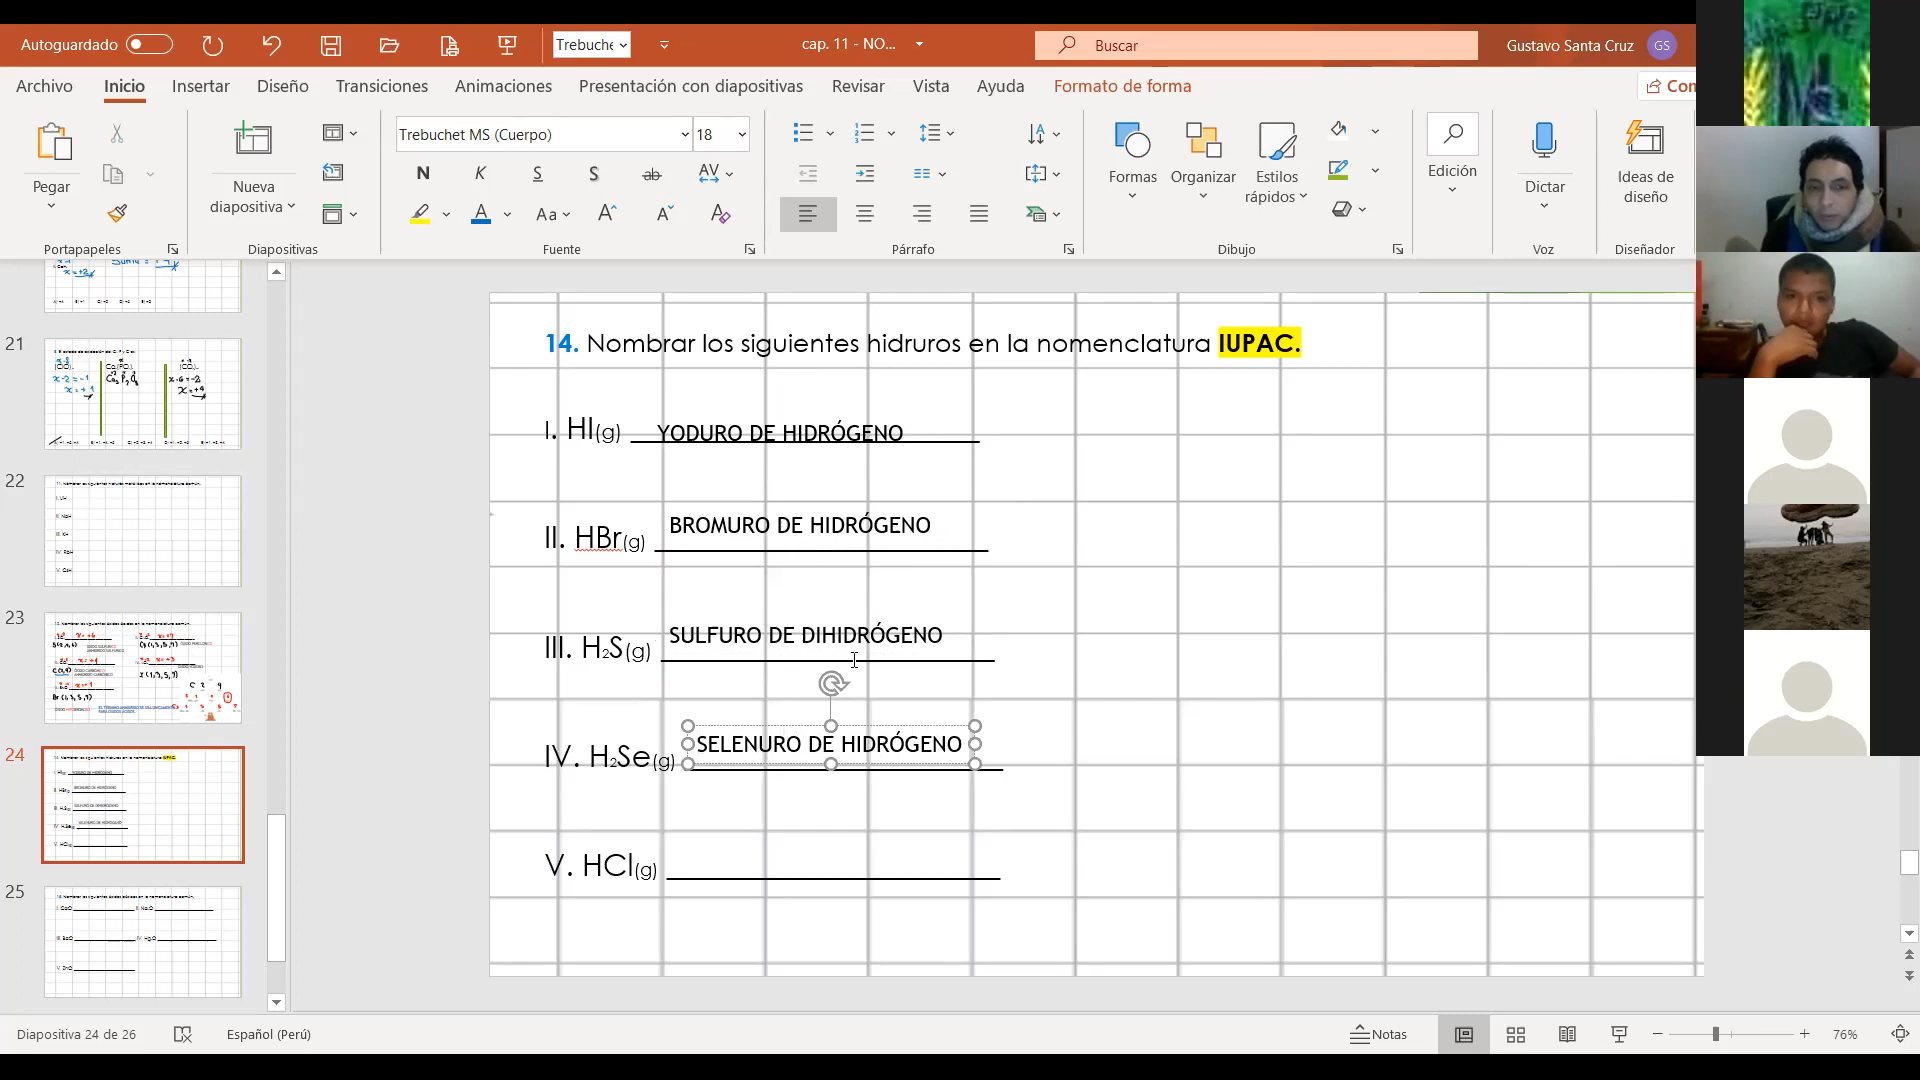 Autoguardado
Trebuche
cap. 11 - NO...
Buscar
Gustavo Santa Cruz
GS
Archivo
Inicio
Insertar
Diseño
Transiciones
Animaciones
Presentación con diapositivas
Revisar
Vista
Ayuda
Formato de forma
Com
Pegar
Nueva
diapositiva
Trebuchet MS (Cuerpo)
18
N
K
S
S
ab
AV
A
Aa
A
A
Formas
Organizar
Estilos
rápidos
Edición
Dictar
Ideas de
diseño
Portapapeles
Diapositivas
Fuente
Párrafo
Dibujo
Voz
Diseñador
21
22
23
24
25
14. Nombrar los siguientes hidruros en la nomenclatura IUPAC.
I. HI(g) YODURO DE HIDRÓGENO
II. HBr(g) BROMURO DE HIDRÓGENO
III. H2S(g) SULFURO DE DIHIDRÓGENO
IV. H2Se(g) SELENURO DE HIDRÓGENO
V. HCl(g)
Diapositiva 24 de 26
Español (Perú)
Notas
76%